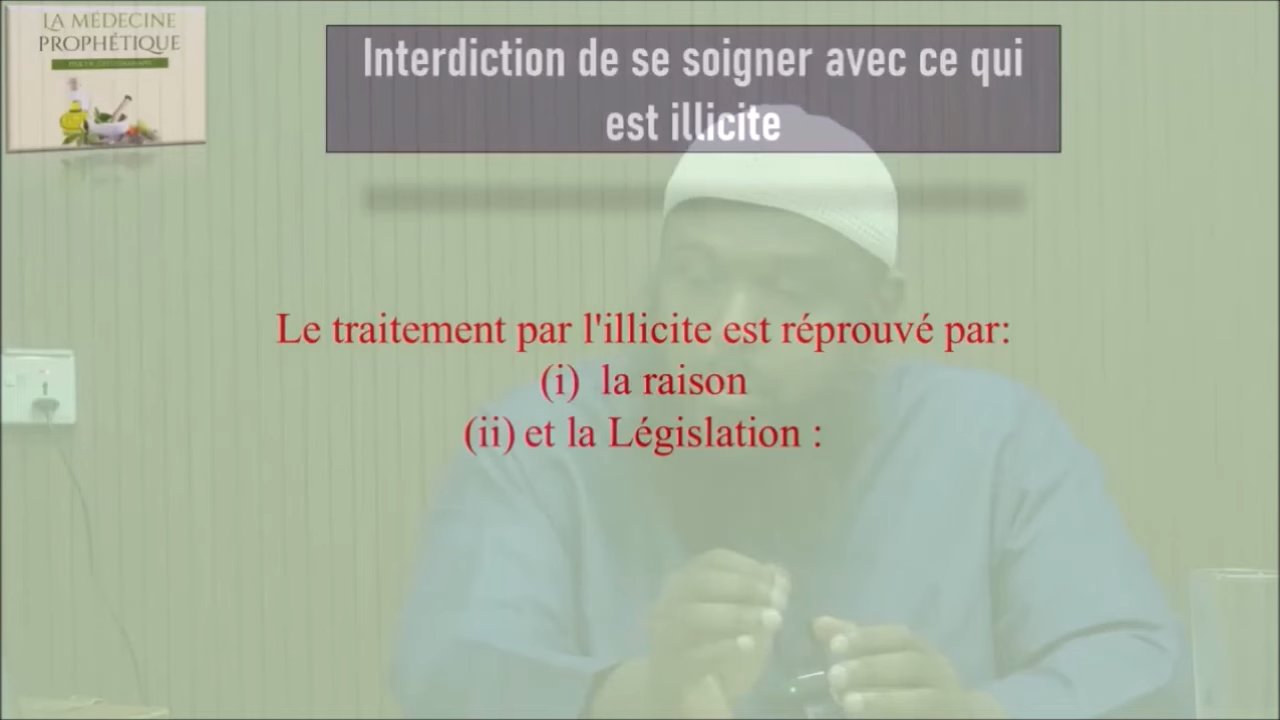 LA MÉDECINE
PROPHÉTIQUE
Interdiction de se soigner avec ce qui
est illicite
Le traitement par l'illicite est réprouvé par:
(i) la raison
(ii) et la Législation :